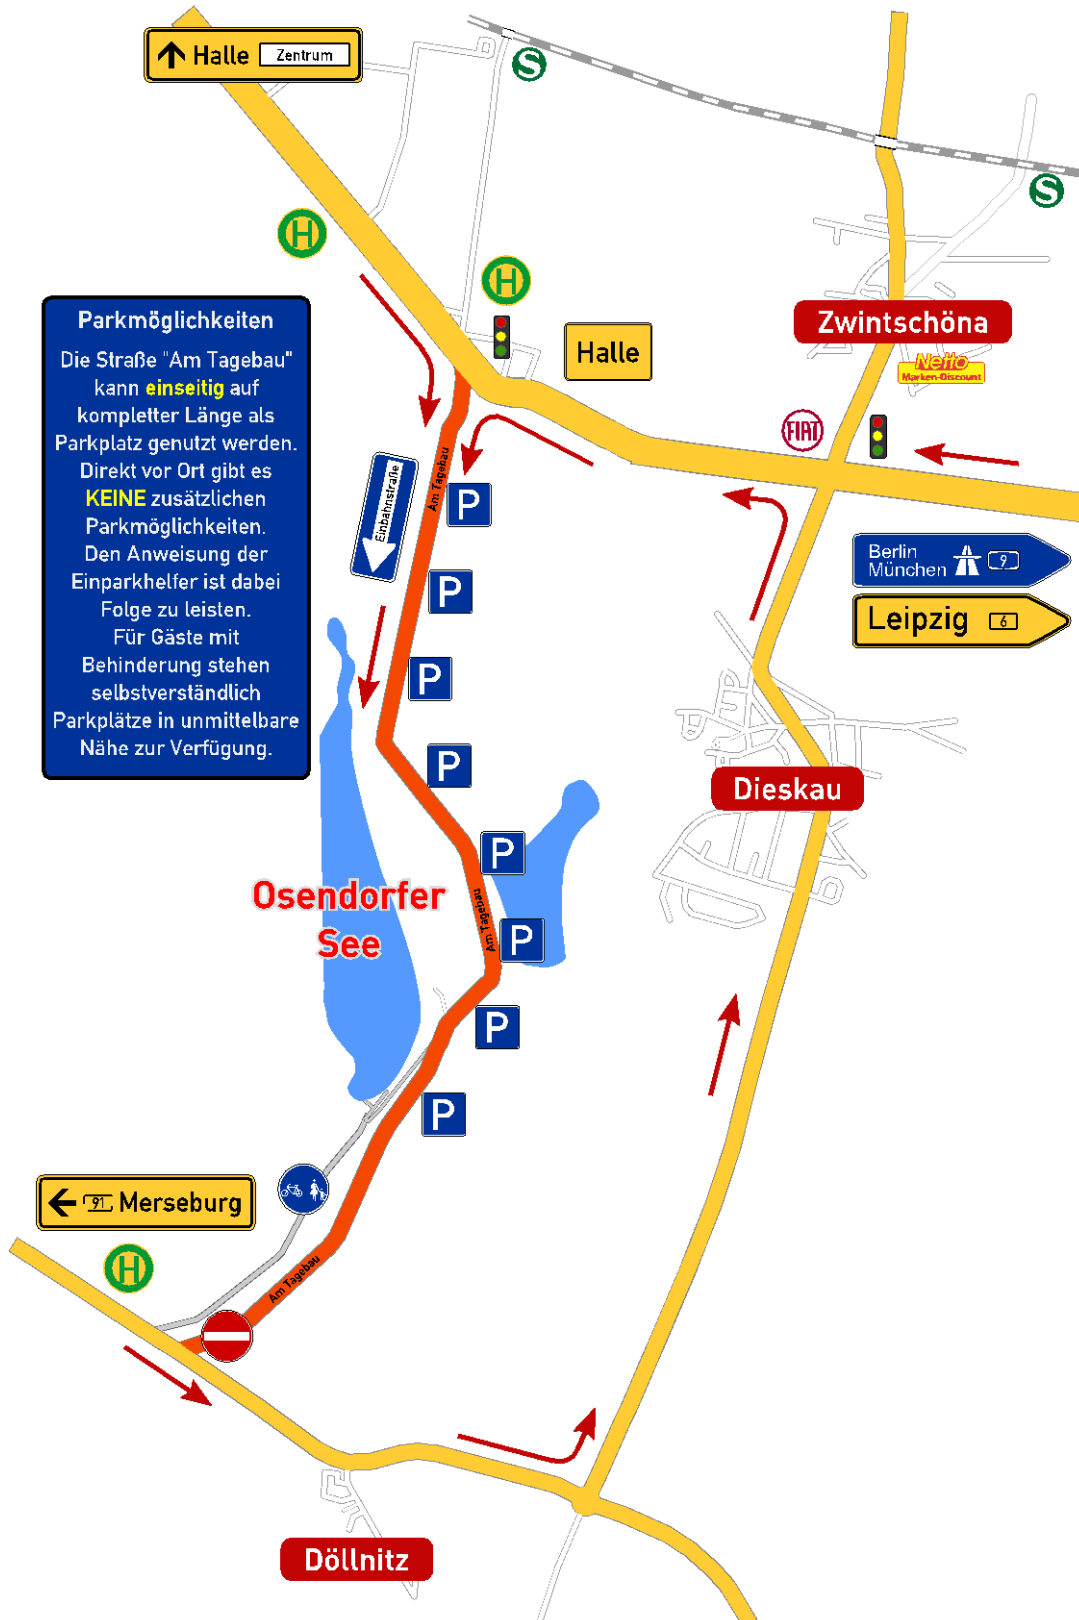 Halle Zentrum
S
S
H
H
Parkmöglichkeiten
Die Straße "Am Tagebau"
kann einseitig auf
kompletter Länge als
Parkplatz genutzt werden.
Direkt vor Ort gibt es
KEINE zusätzlichen
Parkmöglichkeiten.
Den Anweisung der
Einparkhelfer ist dabei
Folge zu leisten.
Für Gäste mit
Behinderung stehen
selbstverständlich
Parkplätze in unmittelbare
Nähe zur Verfügung.
Halle
Zwintschöna
Netto
Marken-Discount
FIAT
Am Tagebau
Einbahnstraße
P
P
P
P
P
P
P
P
Berlin
München 9
Leipzig 6
Dieskau
Osendorfer
See
Am Tagebau
91 Merseburg
H
Am Tagebau
Döllnitz